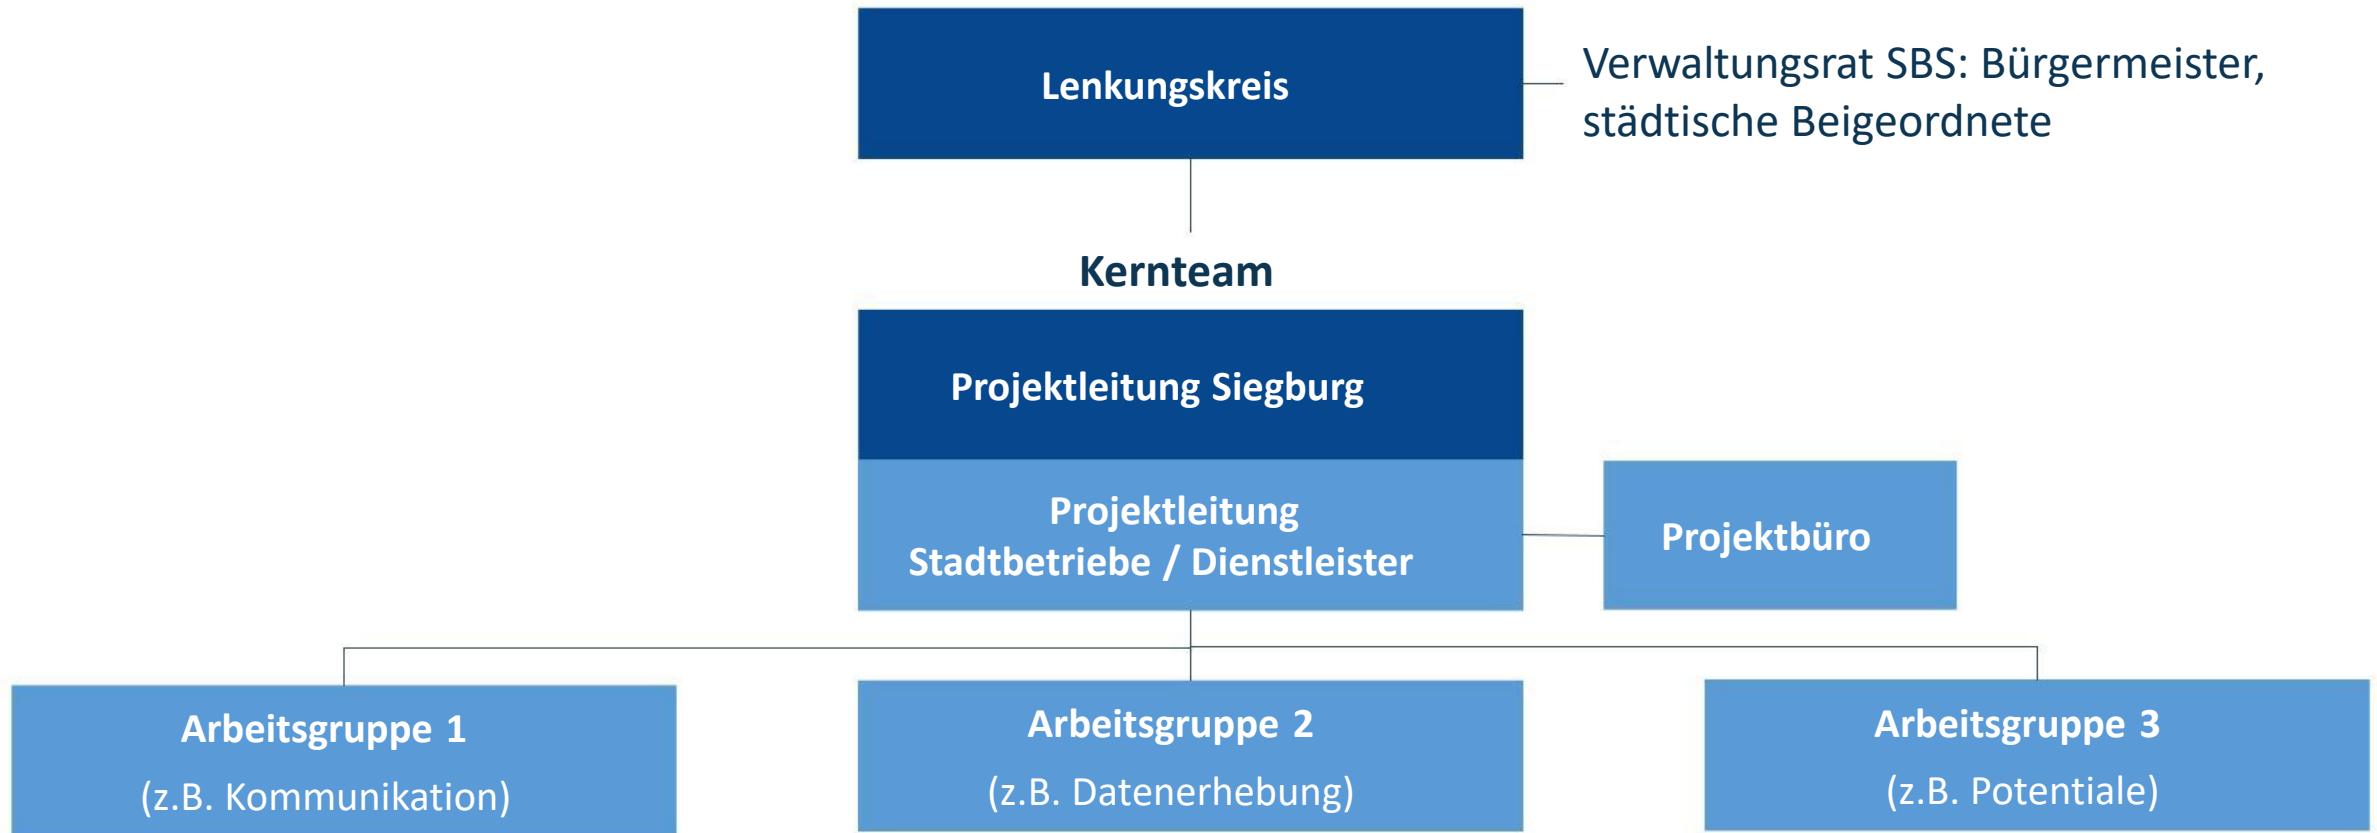 Lenkungskreis
Verwaltungsrat SBS: Bürgermeister,
städtische Beigeordnete
Kernteam
Projektleitung Siegburg
Projektleitung
Stadtbetriebe / Dienstleister
Projektbüro
Arbeitsgruppe 1
(z.B. Kommunikation)
Arbeitsgruppe 2
(z.B. Datenerhebung)
Arbeitsgruppe 3
(z.B. Potentiale)